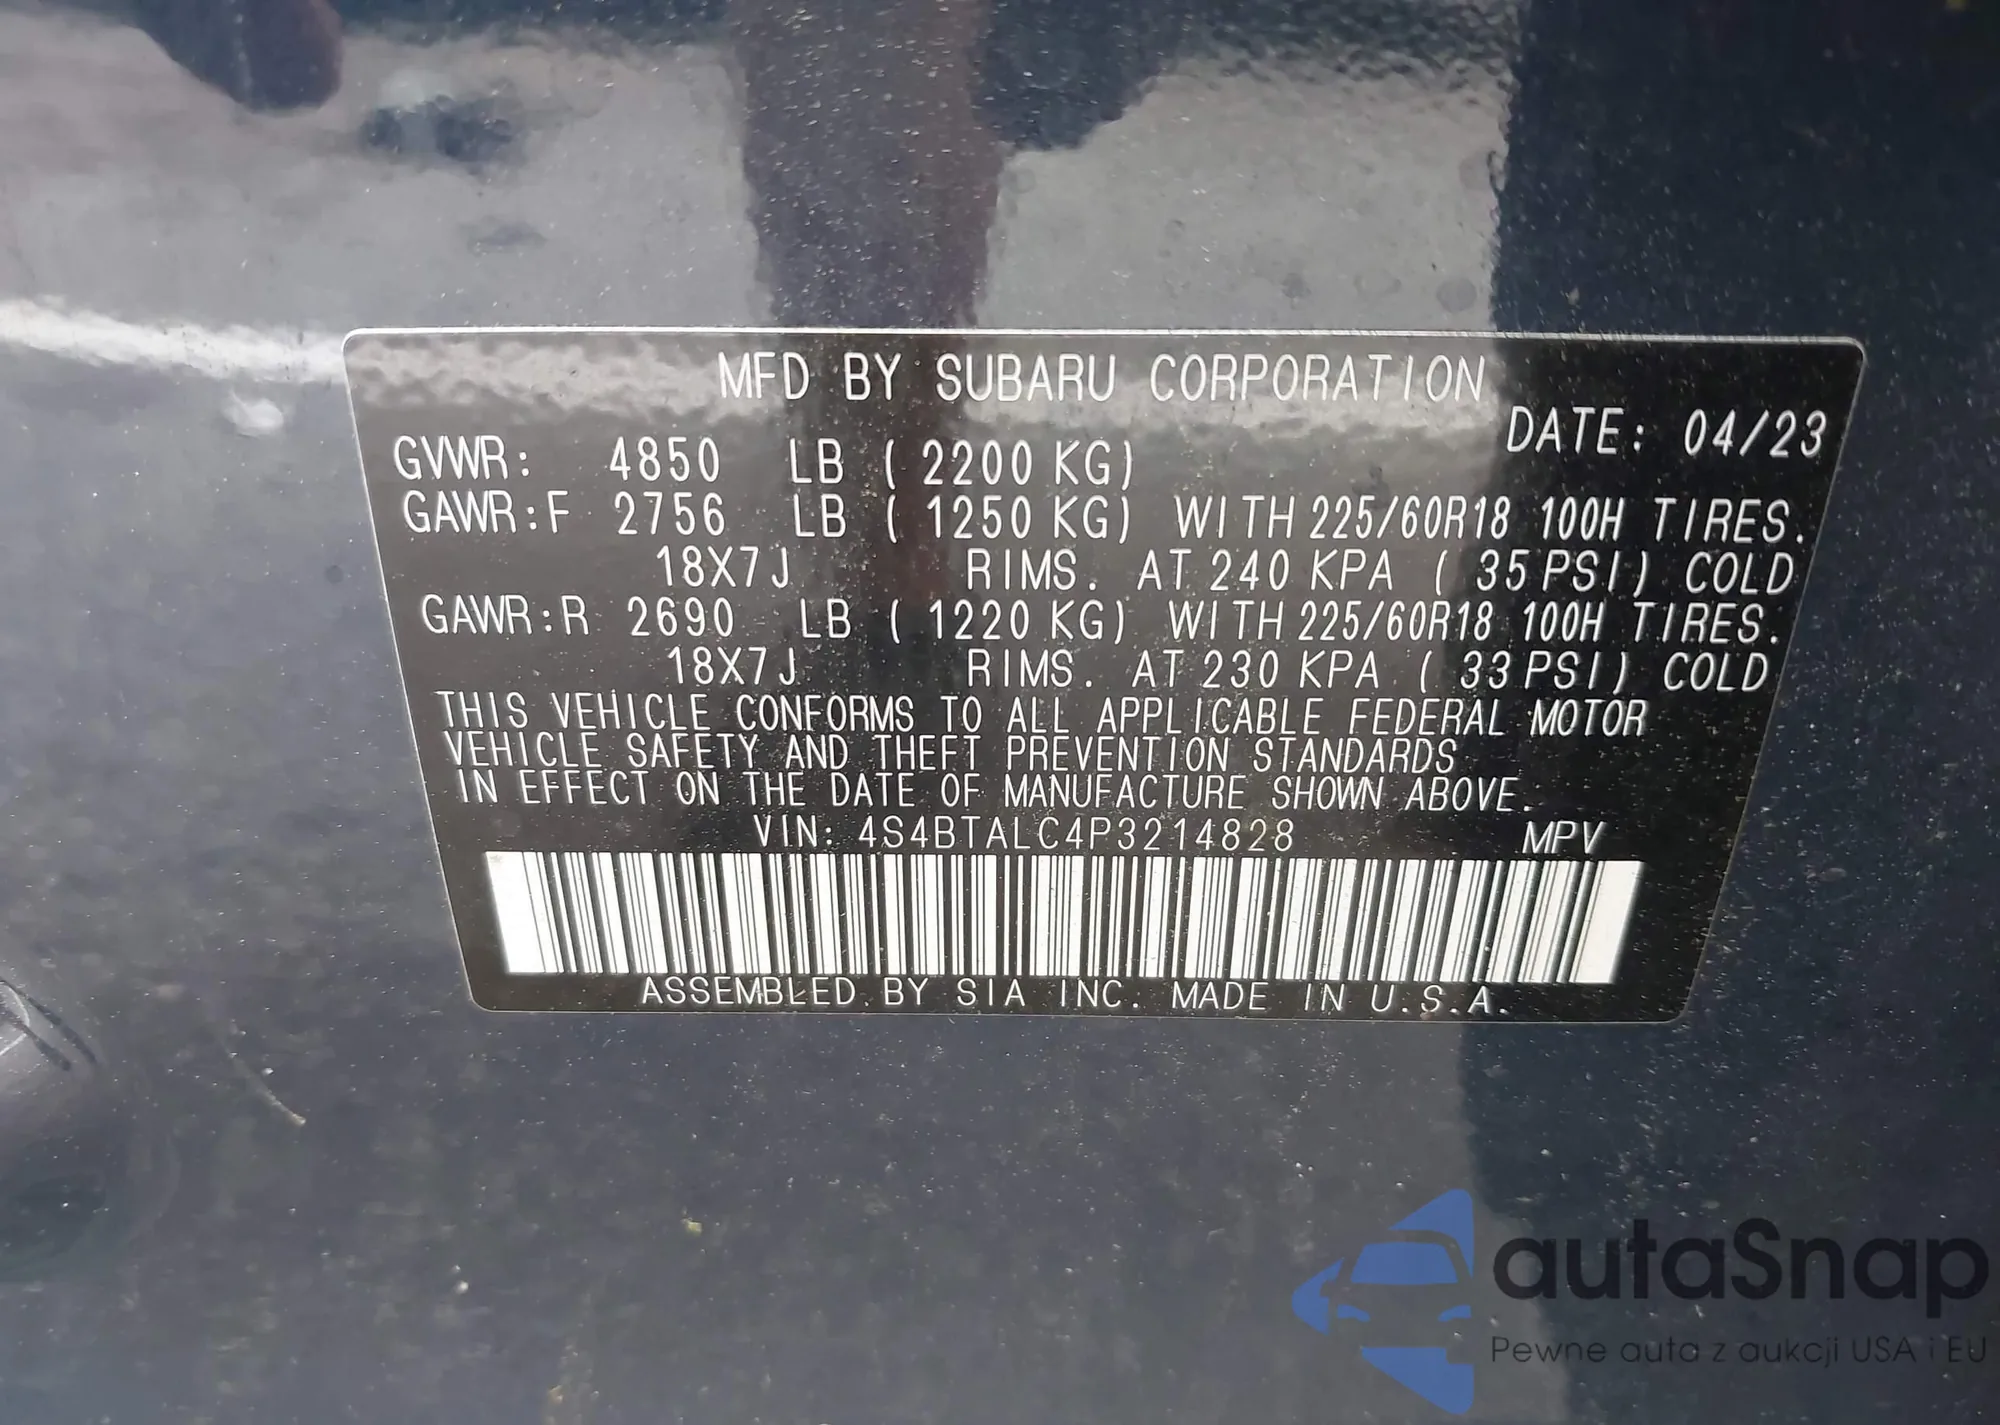 MFD BY SUBARU CORPORATION
DATE: 04/23
GVWR: 4850 LB ( 2200 KG)
GAWR:F 2756 LB ( 1250 KG) WITH 225/60R18 100H TIRES.
18X7J RIMS. AT 240 KPA ( 35 PSI) COLD
GAWR:R 2690 LB ( 1220 KG) WITH 225/60R18 100H TIRES.
18X7J RIMS. AT 230 KPA ( 33 PSI) COLD
THIS VEHICLE CONFORMS TO ALL APPLICABLE FEDERAL MOTOR
VEHICLE SAFETY AND THEFT PREVENTION STANDARDS
IN EFFECT ON THE DATE OF MANUFACTURE SHOWN ABOVE.
VIN: 4S4BTALC4P3214828 MPV
ASSEMBLED BY SIA INC. MADE IN U.S.A.
autaSnap
Pewne auta z aukcji USA i EU